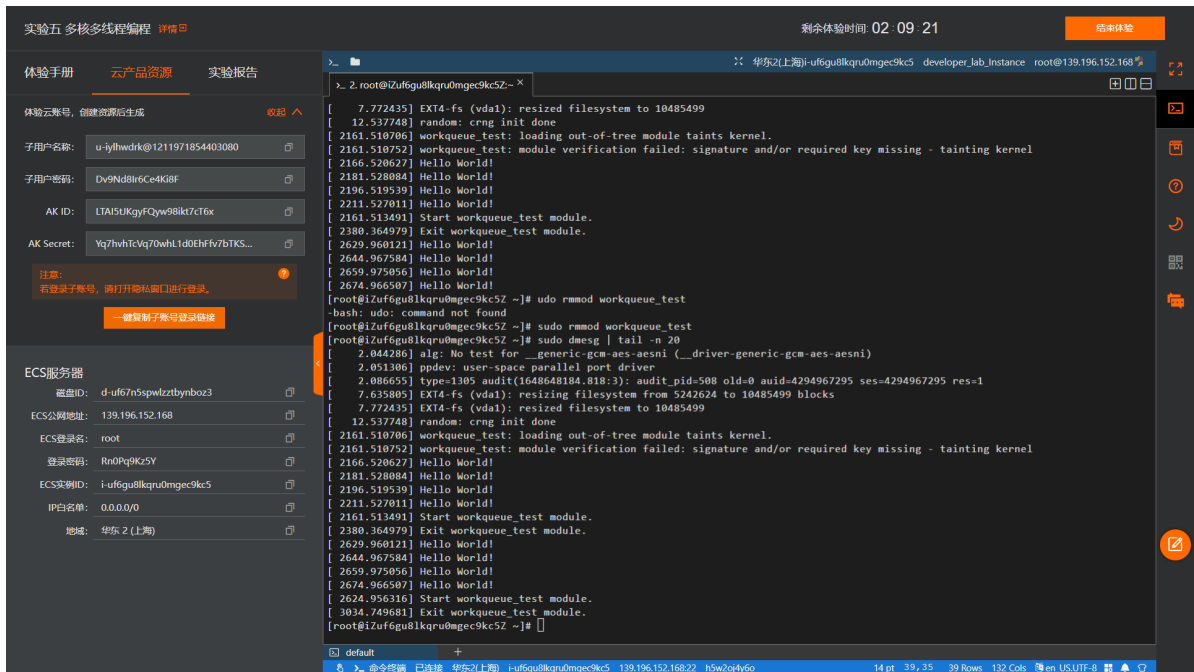 实验五 多核多线程编程 详情
剩余体验时间: 02 : 09 : 21
结束体验
体验手册
云产品资源
实验报告
体验云账号，创建资源后生成
收起
子用户名称: u-iylhwdrk@1211971854403080
子用户密码: Dv9Nd8Ir6Ce4Ki8F
AK ID: LTAI5tJKgyFQyw98ikt7cT6x
AK Secret: Yq7hvhTcVq70whL1d0EhFfv7bTKS...
注意:
若登录子账号，请打开隐私窗口进行登录。
一键复制子账号登录链接
ECS服务器
磁盘ID: d-uf67n5spwlzztbynboz3
ECS公网地址: 139.196.152.168
ECS登录名: root
登录密码: Rn0Pq9Kz5Y
ECS实例ID: i-uf6gu8lkqru0mgec9kc5
IP白名单: 0.0.0.0/0
地域: 华东 2 (上海)
华东2(上海)i-uf6gu8lkqru0mgec9kc5 developer_lab_Instance root@139.196.152.168
2. root@iZuf6gu8lkqru0mgec9kc5Z:~ ×
[    7.772435] EXT4-fs (vda1): resized filesystem to 10485499
[   12.537748] random: crng init done
[ 2161.510706] workqueue_test: loading out-of-tree module taints kernel.
[ 2161.510752] workqueue_test: module verification failed: signature and/or required key missing - tainting kernel
[ 2166.520627] Hello World!
[ 2181.528084] Hello World!
[ 2196.519539] Hello World!
[ 2211.527011] Hello World!
[ 2161.513491] Start workqueue_test module.
[ 2380.364979] Exit workqueue_test module.
[ 2629.960121] Hello World!
[ 2644.967584] Hello World!
[ 2659.975056] Hello World!
[ 2674.966507] Hello World!
[root@iZuf6gu8lkqru0mgec9kc5Z ~]# udo rmmod workqueue_test
-bash: udo: command not found
[root@iZuf6gu8lkqru0mgec9kc5Z ~]# sudo rmmod workqueue_test
[root@iZuf6gu8lkqru0mgec9kc5Z ~]# sudo dmesg | tail -n 20
[    2.044286] alg: No test for __generic-gcm-aes-aesni (__driver-generic-gcm-aes-aesni)
[    2.051306] ppdev: user-space parallel port driver
[    2.086655] type=1305 audit(1648648184.818:3): audit_pid=508 old=0 auid=4294967295 ses=4294967295 res=1
[    7.635805] EXT4-fs (vda1): resizing filesystem from 5242624 to 10485499 blocks
[    7.772435] EXT4-fs (vda1): resized filesystem to 10485499
[   12.537748] random: crng init done
[ 2161.510706] workqueue_test: loading out-of-tree module taints kernel.
[ 2161.510752] workqueue_test: module verification failed: signature and/or required key missing - tainting kernel
[ 2166.520627] Hello World!
[ 2181.528084] Hello World!
[ 2196.519539] Hello World!
[ 2211.527011] Hello World!
[ 2161.513491] Start workqueue_test module.
[ 2380.364979] Exit workqueue_test module.
[ 2629.960121] Hello World!
[ 2644.967584] Hello World!
[ 2659.975056] Hello World!
[ 2674.966507] Hello World!
[ 2624.956316] Start workqueue_test module.
[ 3034.749681] Exit workqueue_test module.
[root@iZuf6gu8lkqru0mgec9kc5Z ~]#
default +
命令终端 已连接 华东2(上海) i-uf6gu8lkqru0mgec9kc5 139.196.152.168:22 h5w2oj4y6o 14 pt 39,35 39 Rows 132 Cols en_US.UTF-8